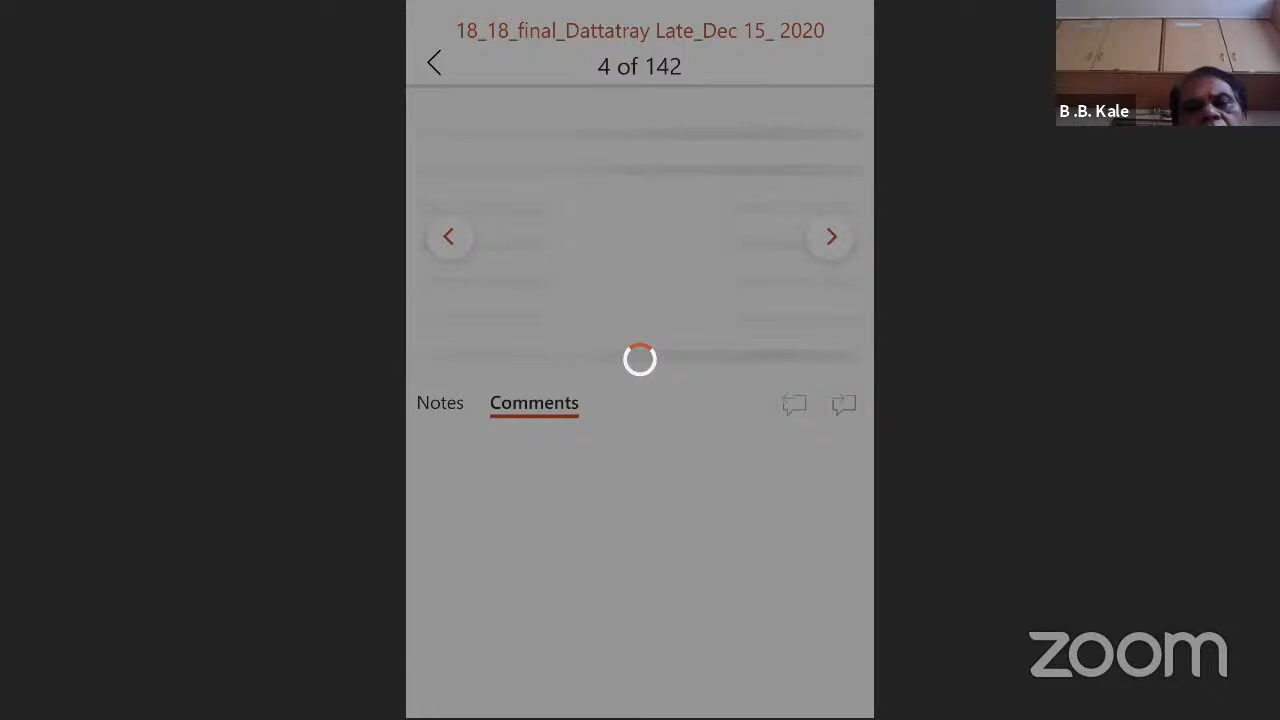 18_18_final_Dattatray Late_Dec 15_ 2020
4 of 142
B .B. Kale
Notes
Comments
zoom